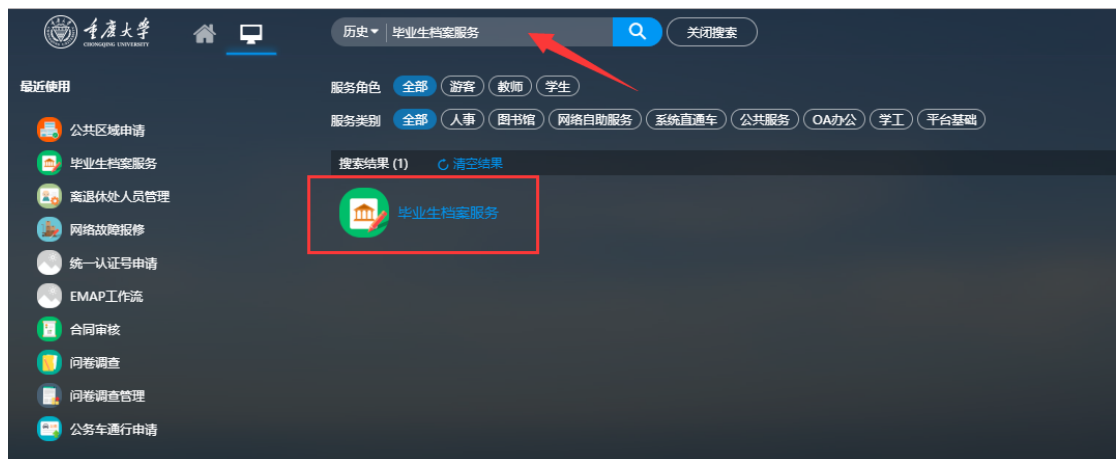 重庆大学
CHONGQING UNIVERSITY
历史 毕业生档案服务 关闭搜索
最近使用
公共区域申请
毕业生档案服务
离退休处人员管理
网络故障报修
统一认证号申请
EMAP工作流
合同审核
问卷调查
问卷调查管理
公务车通行申请
服务角色 全部 游客 教师 学生
服务类别 全部 人事 图书馆 网络自助服务 系统直通车 公共服务 OA办公 学工 平台基础
搜索结果 (1) 清空结果
毕业生档案服务